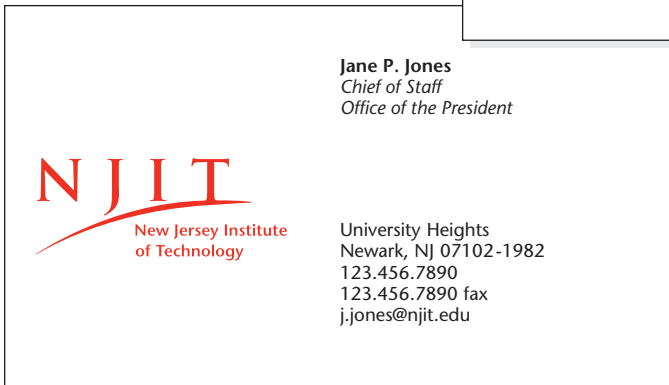 Jane P. Jones
Chief of Staff
Office of the President
NJIT
New Jersey Institute
of Technology
University Heights
Newark, NJ 07102-1982
123.456.7890
123.456.7890 fax
j.jones@njit.edu